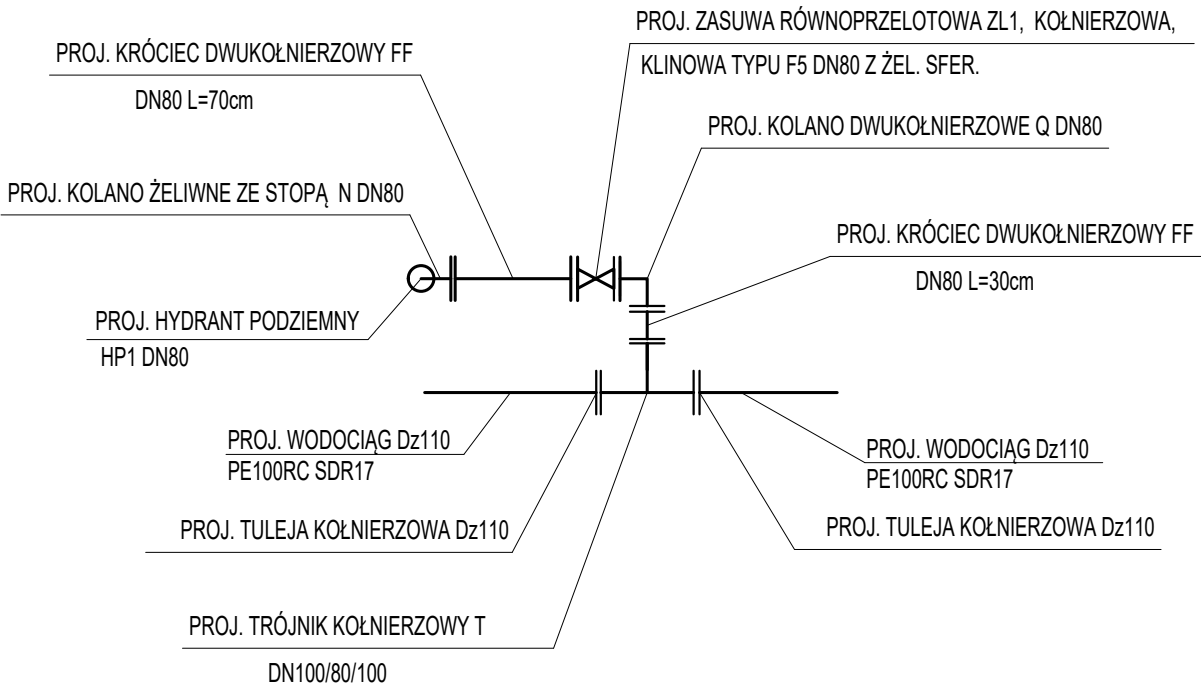 PROJ. ZASUWA RÓWNOPRZELOTOWA ZL1, KOŁNIERZOWA,
KLINOWA TYPU F5 DN80 Z ŻEL. SFER.
PROJ. KRÓCIEC DWUKOŁNIERZOWY FF
DN80 L=70cm
PROJ. KOLANO DWUKOŁNIERZOWE Q DN80
PROJ. KOLANO ŻELIWNE ZE STOPĄ N DN80
PROJ. KRÓCIEC DWUKOŁNIERZOWY FF
DN80 L=30cm
PROJ. HYDRANT PODZIEMNY
HP1 DN80
PROJ. WODOCIĄG Dz110
PE100RC SDR17
PROJ. WODOCIĄG Dz110
PE100RC SDR17
PROJ. TULEJA KOŁNIERZOWA Dz110
PROJ. TULEJA KOŁNIERZOWA Dz110
PROJ. TRÓJNIK KOŁNIERZOWY T
DN100/80/100